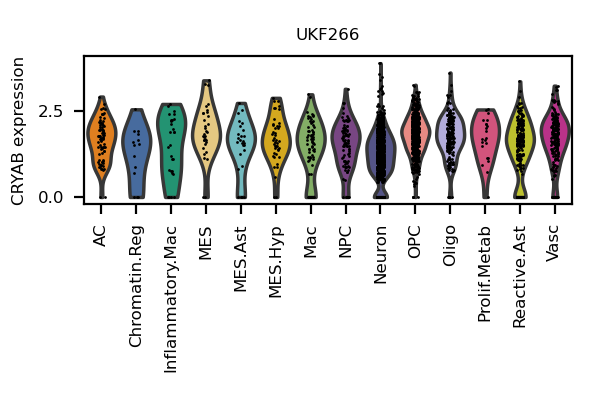 UKF266
CRYAB expression
2.5
0.0
AC
Chromatin.Reg
Inflammatory.Mac
MES
MES.Ast
MES.Hyp
Mac
NPC
Neuron
OPC
Oligo
Prolif.Metab
Reactive.Ast
Vasc